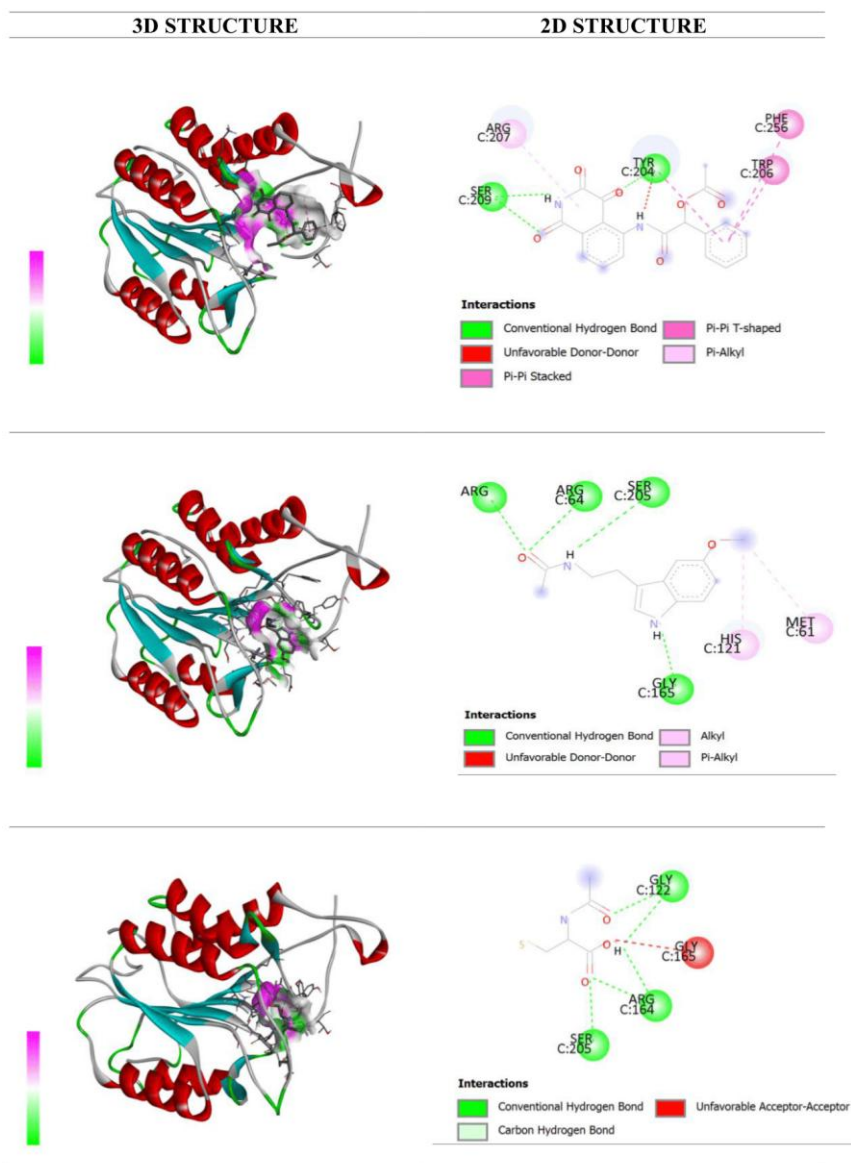 3D STRUCTURE 2D STRUCTURE
ARG
C:207
TYR
C:204
PHE
C:256
TRP
C:206
SER
C:209
H
N
O
O
O
O
H
N
O
O
O
Interactions
Conventional Hydrogen Bond Pi-Pi T-shaped
Unfavorable Donor-Donor Pi-Alkyl
Pi-Pi Stacked
ARG
ARG
C:64
SER
C:205
O
H
N
O
N
H
HIS
C:121
MET
C:61
GLY
C:165
Interactions
Conventional Hydrogen Bond Alkyl
Unfavorable Donor-Donor Pi-Alkyl
GLY
C:122
N
O
S
O H
O
GLY
C:165
ARG
C:164
SER
C:205
Interactions
Conventional Hydrogen Bond Unfavorable Acceptor-Acceptor
Carbon Hydrogen Bond